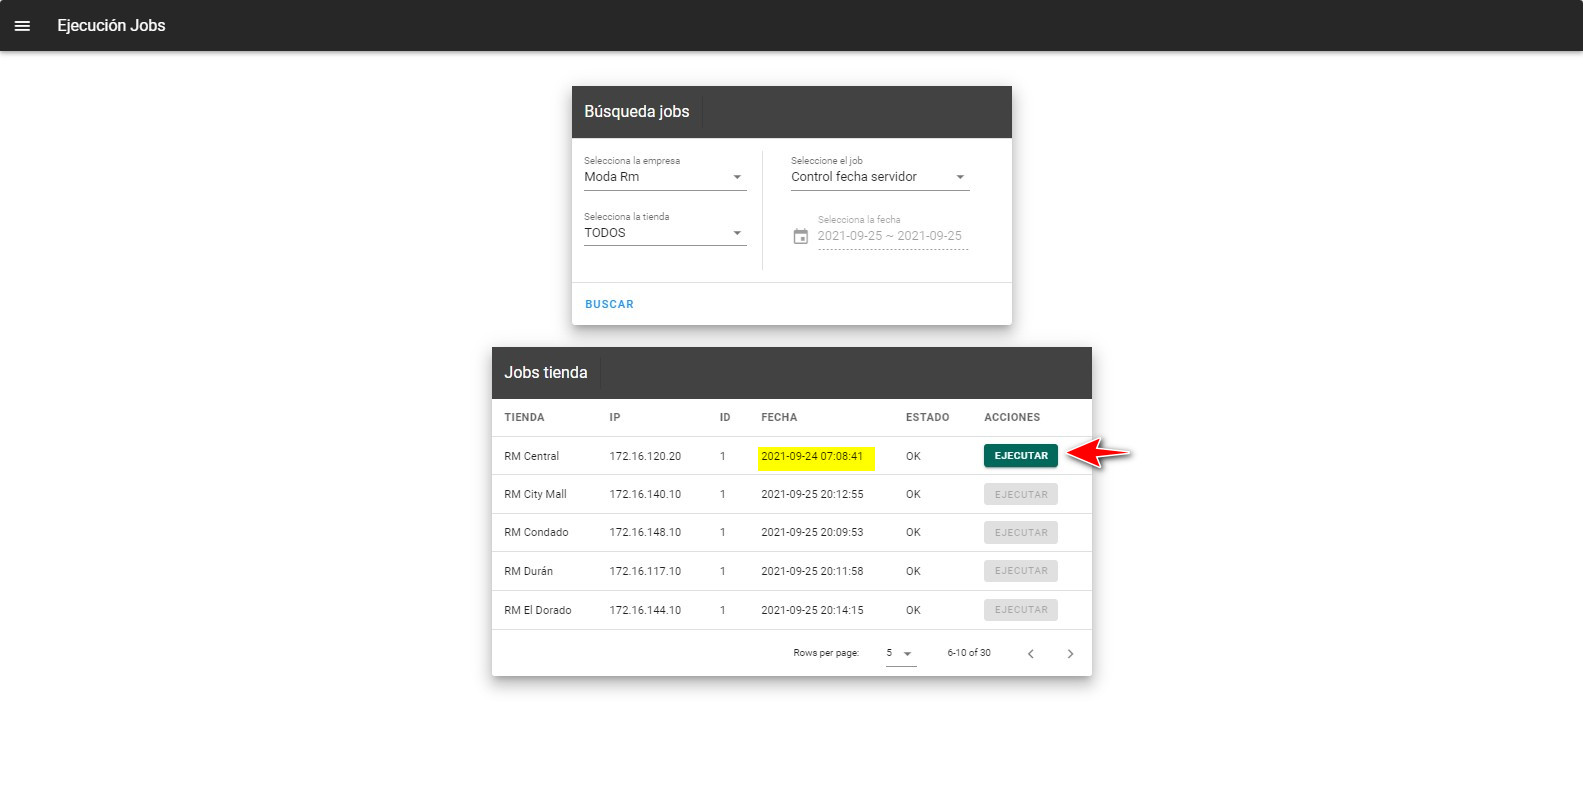 Ejecución Jobs
Búsqueda jobs
Selecciona la empresa
Moda Rm
Seleccione el job
Control fecha servidor
Selecciona la tienda
TODOS
Selecciona la fecha
2021-09-25 ~ 2021-09-25
BUSCAR
Jobs tienda
TIENDA IP ID FECHA ESTADO ACCIONES
RM Central 172.16.120.20 1 2021-09-24 07:08:41 OK EJECUTAR
RM City Mall 172.16.140.10 1 2021-09-25 20:12:55 OK EJECUTAR
RM Condado 172.16.148.10 1 2021-09-25 20:09:53 OK EJECUTAR
RM Durán 172.16.117.10 1 2021-09-25 20:11:58 OK EJECUTAR
RM El Dorado 172.16.144.10 1 2021-09-25 20:14:15 OK EJECUTAR
Rows per page: 5 6-10 of 30